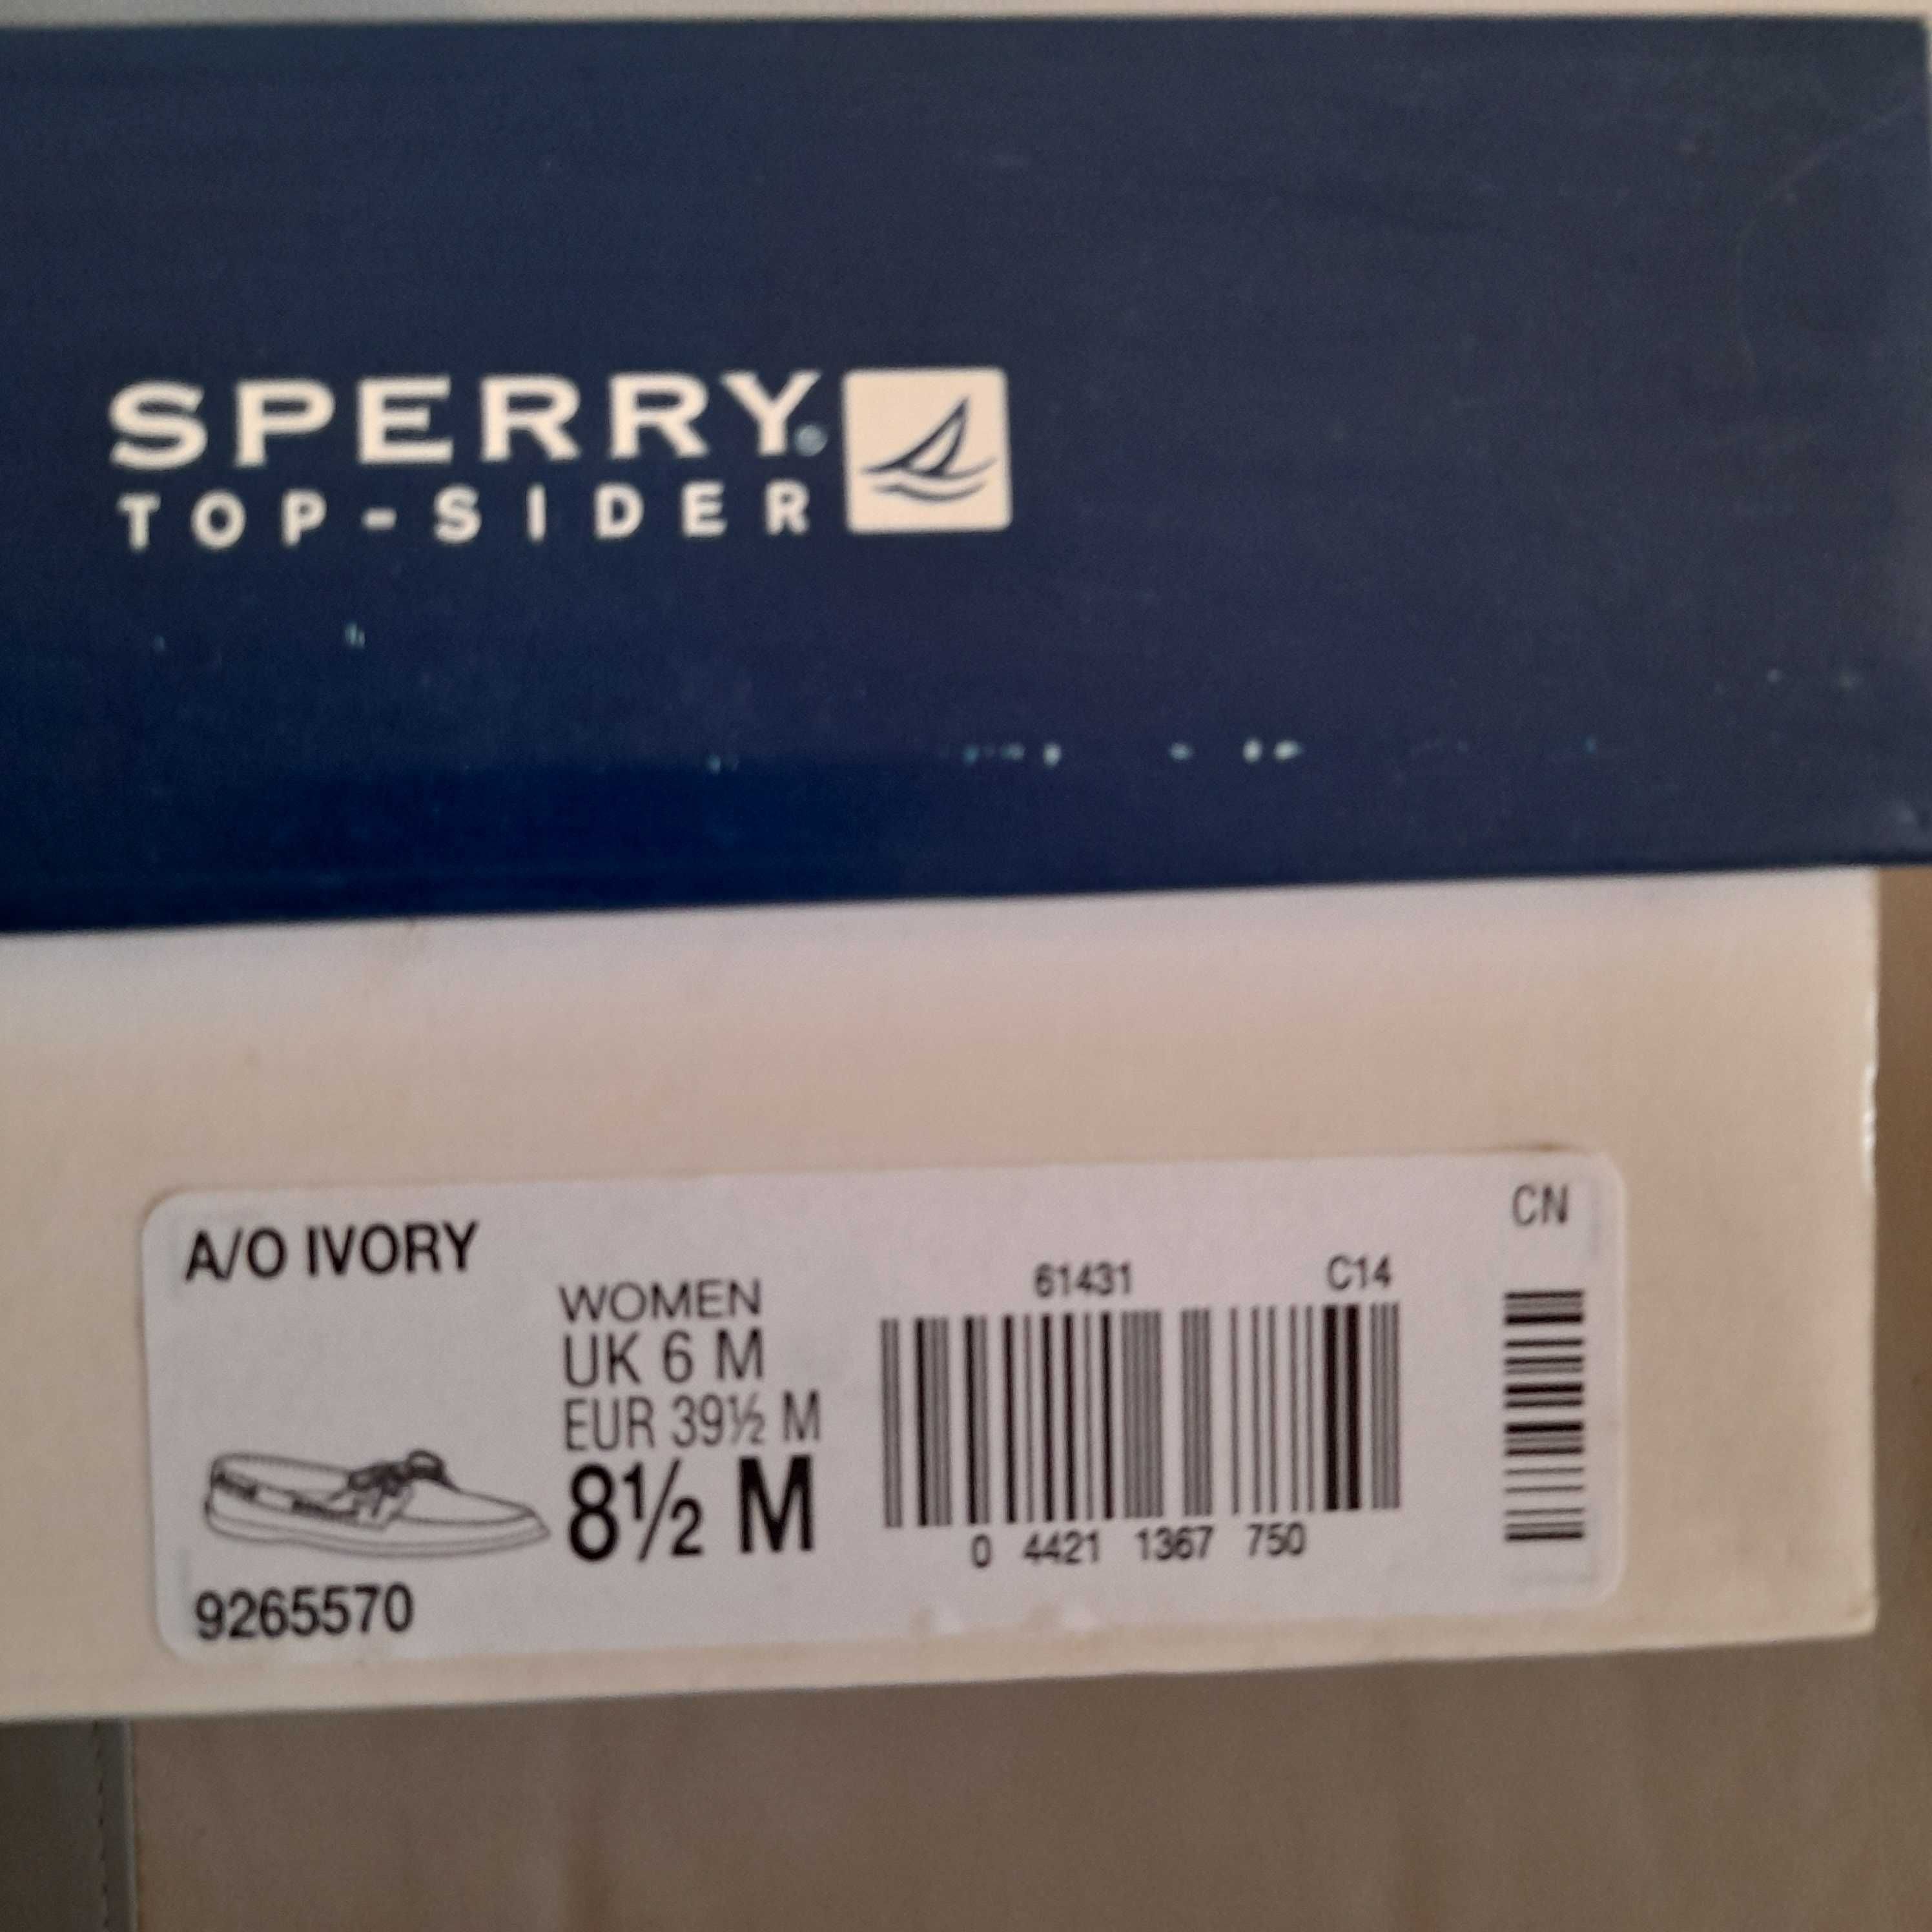 SPERRY®
TOP-SIDER
A/O IVORY
WOMEN
UK 6 M
EUR 39½ M
8½ M
9265570
61431 C14
0 4421 1367 750
CN